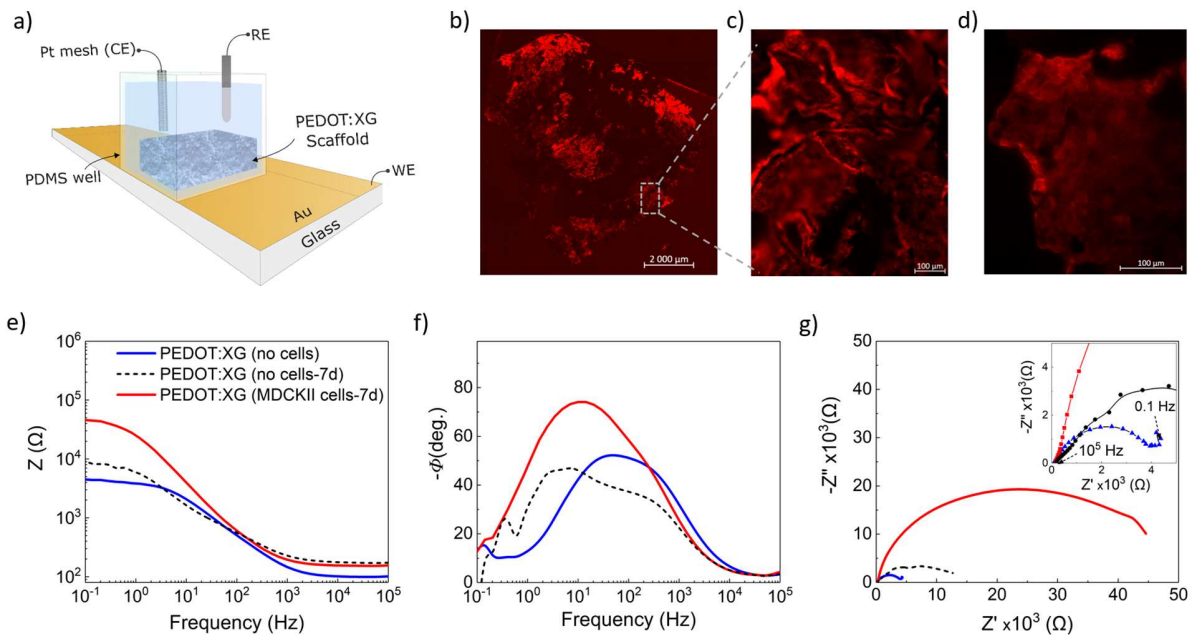 a)
Pt mesh (CE)
RE
PEDOT:XG
Scaffold
PDMS well
WE
Au
Glass
b)
2 000 µm
c)
100 µm
d)
100 µm
e)
Z (Ω)
10⁶
10⁵
10⁴
10³
10²
PEDOT:XG (no cells)
PEDOT:XG (no cells-7d)
PEDOT:XG (MDCKII cells-7d)
10⁻¹ 10⁰ 10¹ 10² 10³ 10⁴ 10⁵
Frequency (Hz)
f)
-Φ(deg.)
80
60
40
20
0
10⁻¹ 10⁰ 10¹ 10² 10³ 10⁴ 10⁵
Frequency (Hz)
g)
-Z'' x10³(Ω)
50
40
30
20
10
0
0 10 20 30 40 50
Z' x10³ (Ω)
-Z'' x10³(Ω)
4
2
0
0.1 Hz
10⁵ Hz
0 2 4
Z' x10³ (Ω)